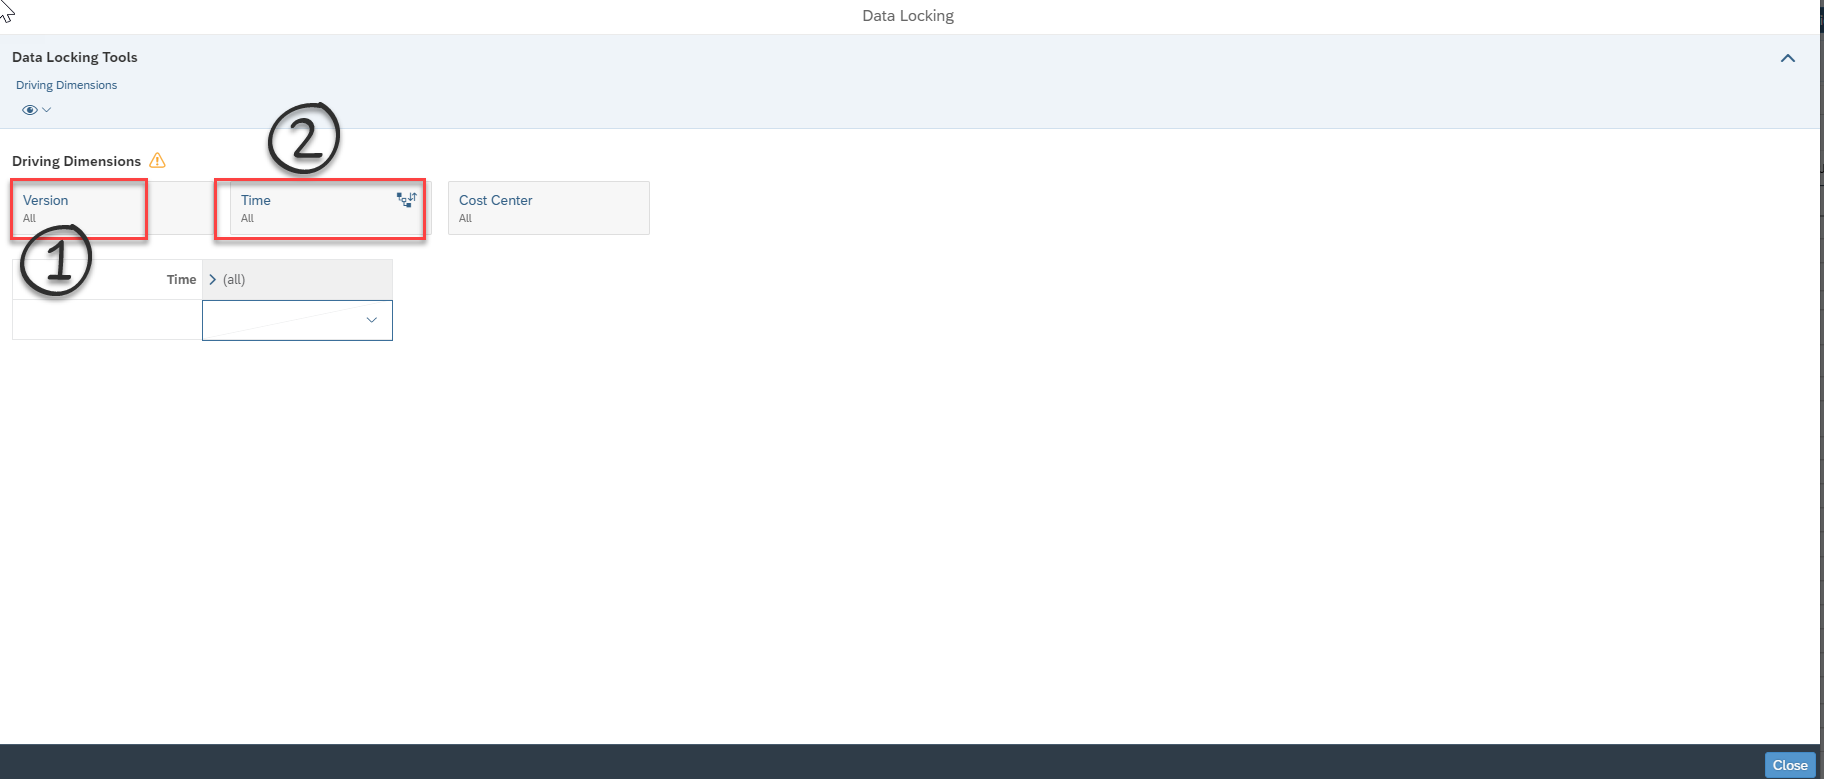 Data Locking
Data Locking Tools
Driving Dimensions
2
Driving Dimensions
Version
All
Time
All
Cost Center
All
1
Time
(all)
Close